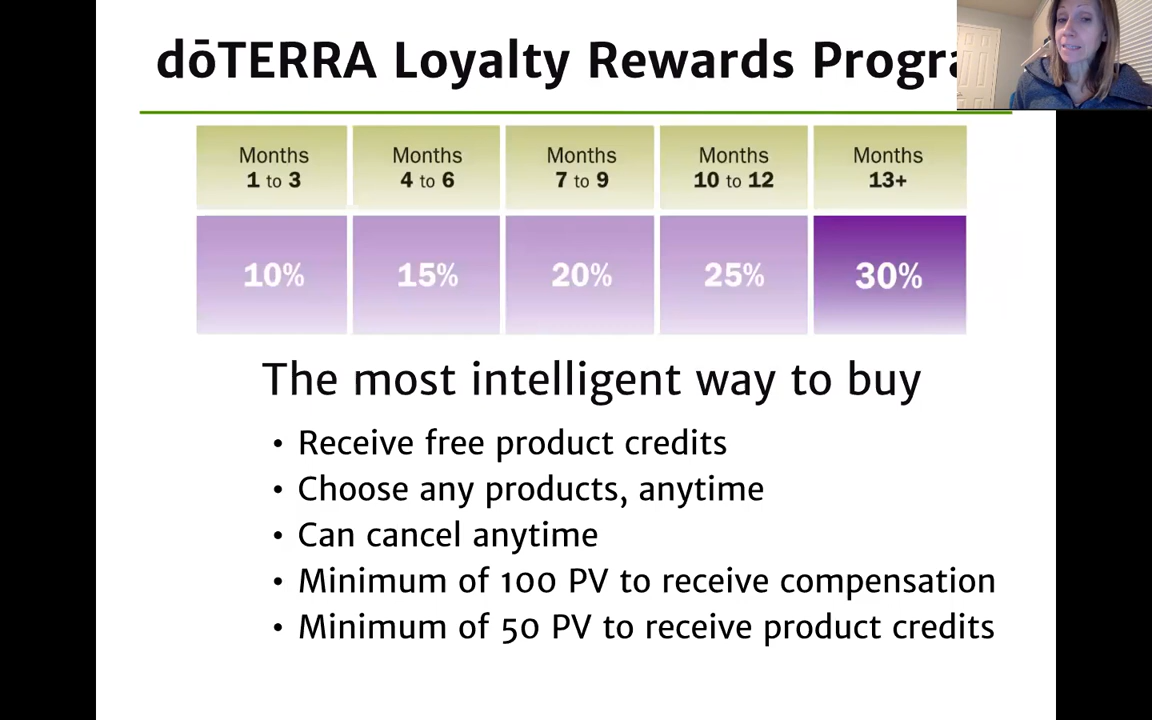 dōTERRA Loyalty Rewards Progra
Months
1 to 3
Months
4 to 6
Months
7 to 9
Months
10 to 12
Months
13+
10%
15%
20%
25%
30%
The most intelligent way to buy
• Receive free product credits
• Choose any products, anytime
• Can cancel anytime
• Minimum of 100 PV to receive compensation
• Minimum of 50 PV to receive product credits